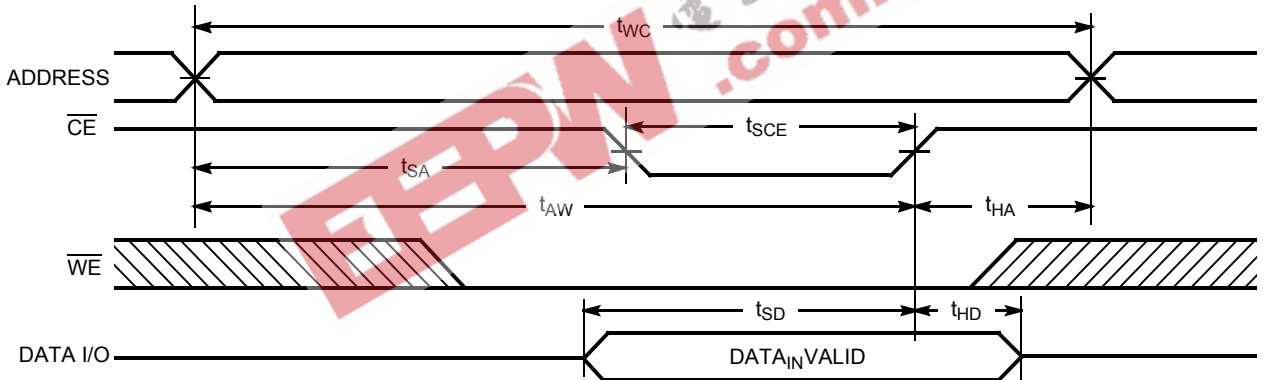 tWC
ADDRESS
CE
tSCE
tSA
tAW
tHA
WE
tSD
tHD
DATA I/O
DATAINVALID
EEPW
.com